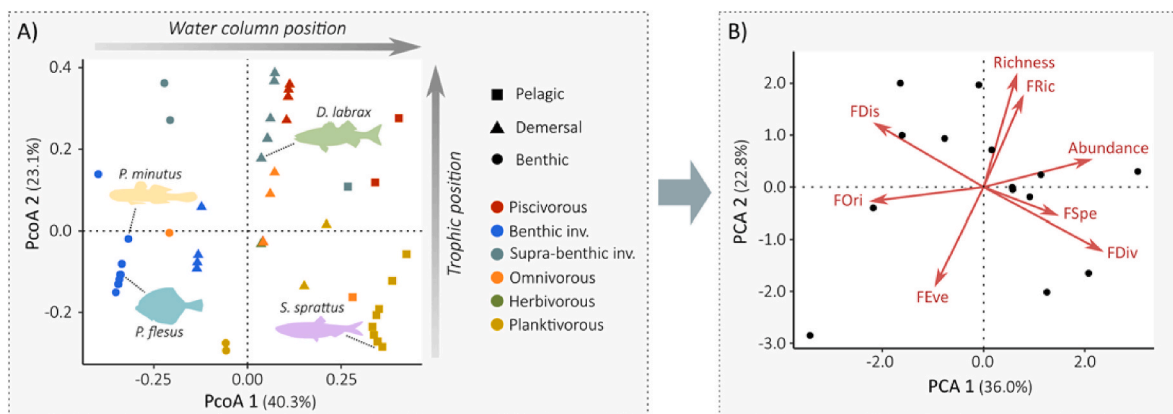 A)
Water column position
0.4
0.2
0.0
-0.2
PcoA 2 (23.1%)
-0.25
0.00
0.25
PcoA 1 (40.3%)
D. labrax
P. minutus
P. flesus
S. sprattus
Trophic position
Pelagic
Demersal
Benthic
Piscivorous
Benthic inv.
Supra-benthic inv.
Omnivorous
Herbivorous
Planktivorous
B)
2.0
1.0
0.0
-1.0
-2.0
-3.0
PCA 2 (22.8%)
-2.0
0.0
2.0
PCA 1 (36.0%)
Richness
FRic
FDis
Abundance
FOri
FSpe
FDiv
FEve